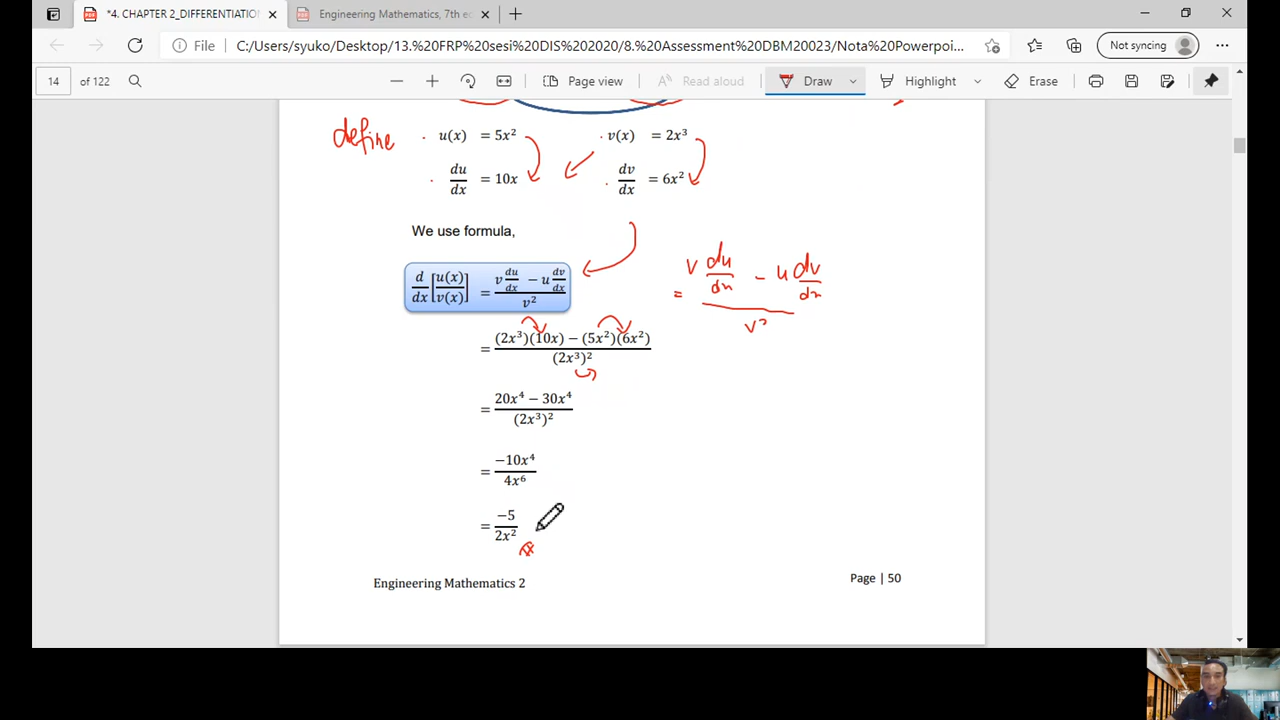 *4. CHAPTER 2_DIFFERENTIATIO
Engineering Mathematics, 7th ed
File C:/Users/syuko/Desktop/13.%20FRP%20sesi%20DIS%202020/8.%20Assessment%20DBM20023/Nota%20Powerpoi... Not syncing
14 of 122 Page view Read aloud Draw Highlight Erase
define u(x) = 5x² v(x) = 2x³
du/dx = 10x dv/dx = 6x²
We use formula,
d/dx [u(x)/v(x)] = (v du/dx − u dv/dx)/v²
= (v du/dx − u dv/dx)/v²
= ((2x³)(10x) − (5x²)(6x²))/(2x³)²
= (20x⁴ − 30x⁴)/(2x³)²
= −10x⁴/4x⁶
= −5/2x²
Engineering Mathematics 2 Page | 50